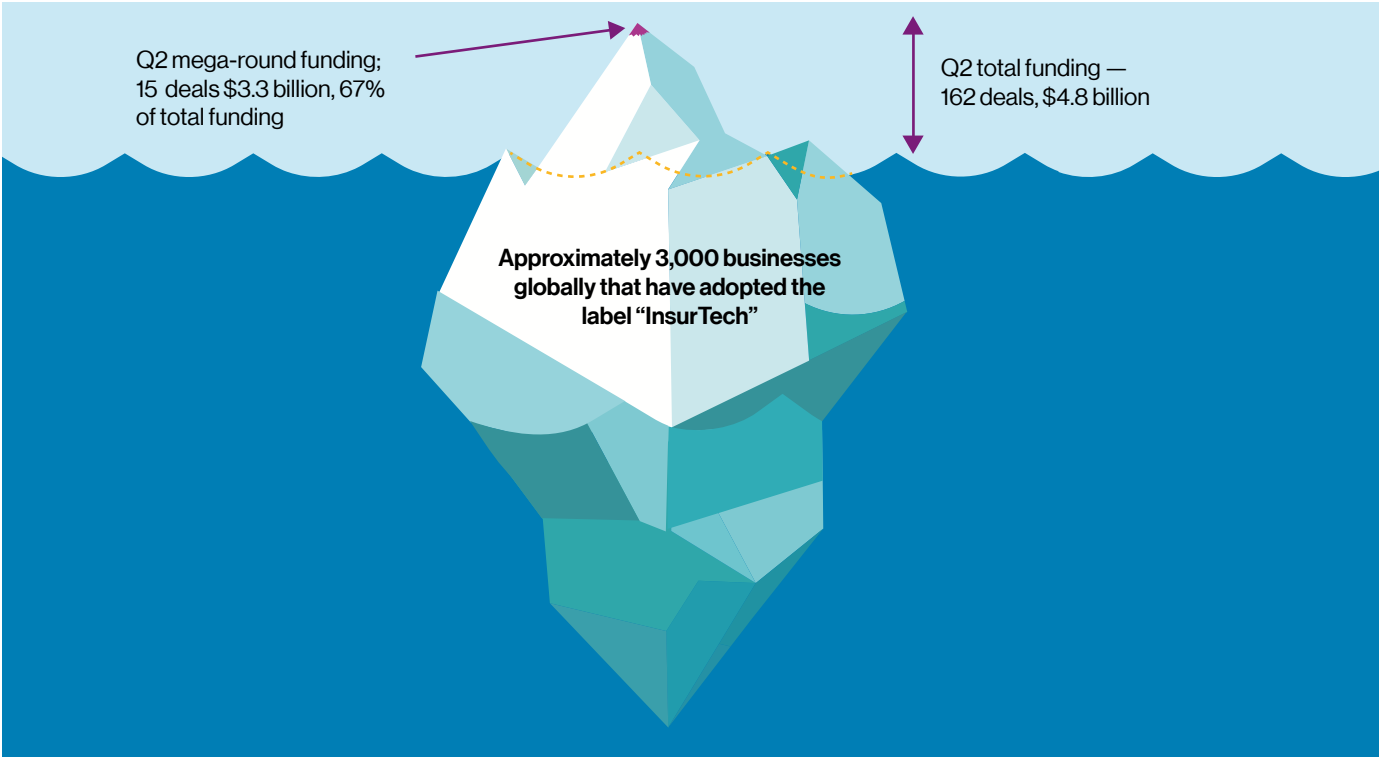 Q2 mega-round funding;
15 deals $3.3 billion, 67%
of total funding
Q2 total funding —
162 deals, $4.8 billion
Approximately 3,000 businesses
globally that have adopted the
label “InsurTech”